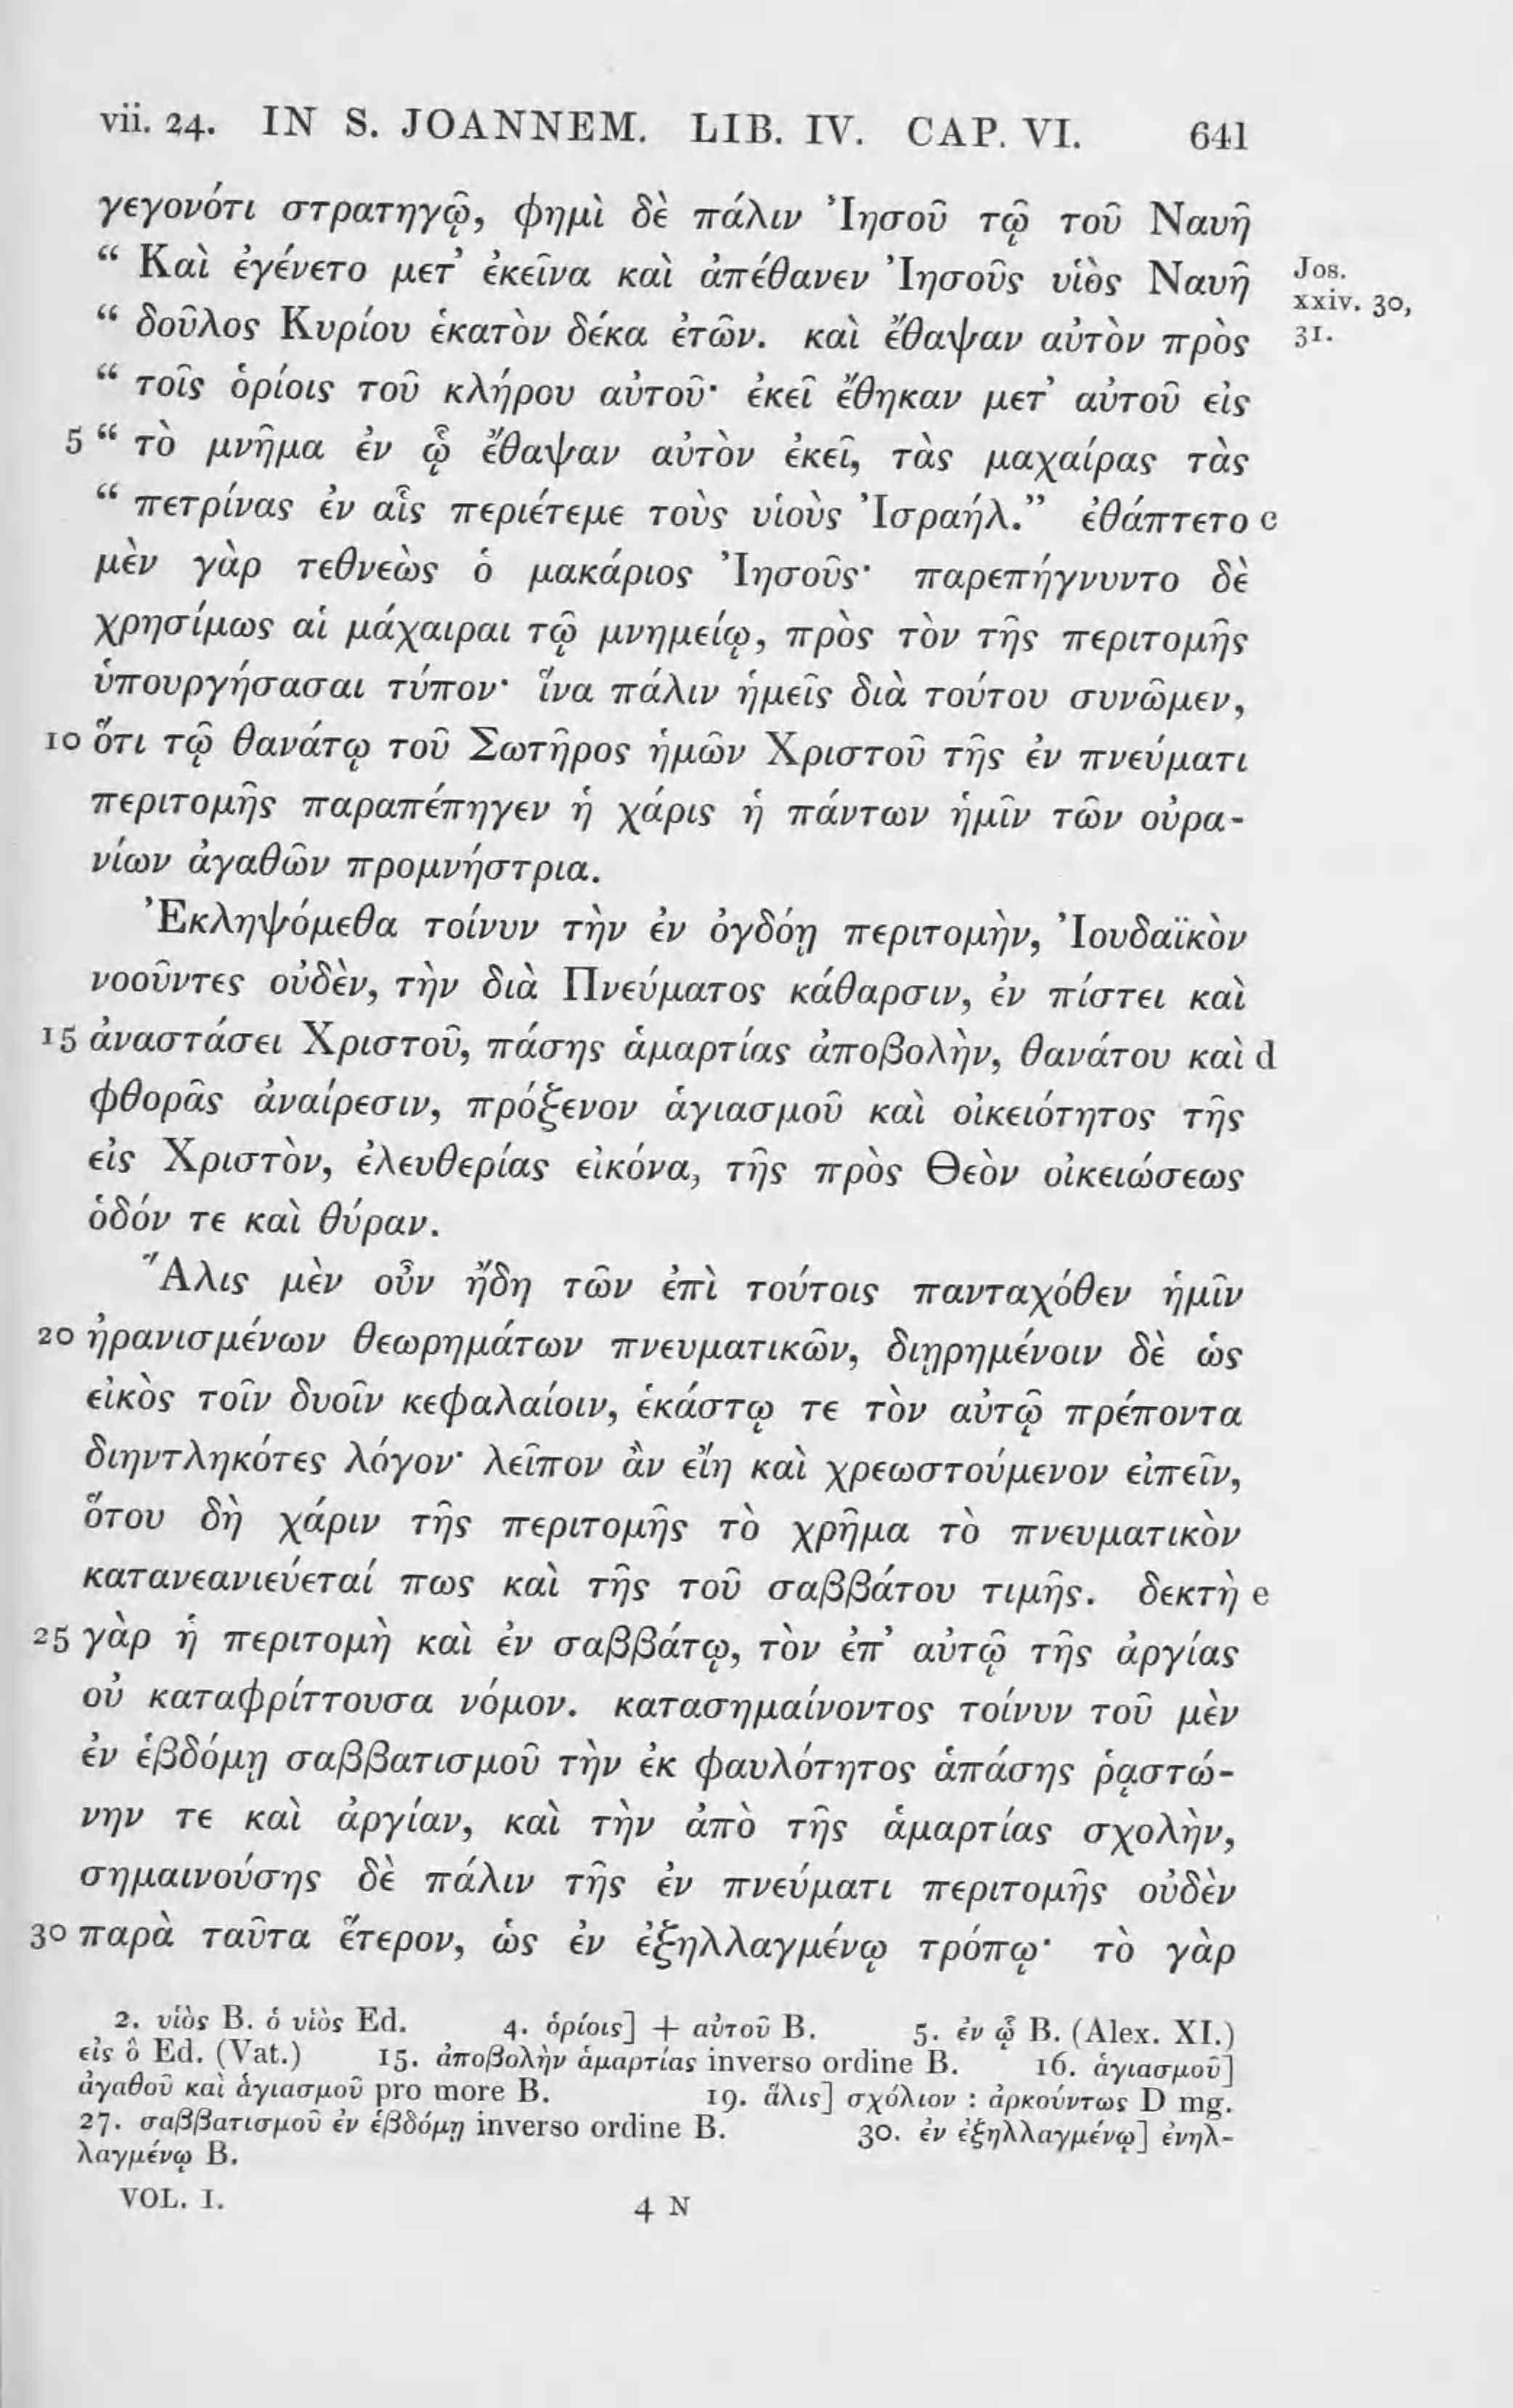 vii. 24. IN S. JOANNEM. LIB. IV. CAP. VI. 641
γεγονότι στρατηγῷ, φημὶ δὲ πάλιν Ἰησοῦ τῷ τοῦ Ναυῆ
“ Καὶ ἐγένετο μετ’ ἐκεῖνα καὶ ἀπέθανεν Ἰησοῦς υἱὸς Ναυῆ Jos. xxiv. 30, 31.
“ δοῦλος Κυρίου ἑκατὸν δέκα ἐτῶν. καὶ ἔθαψαν αὐτὸν πρὸς
“ τοῖς ὁρίοις τοῦ κλήρου αὐτοῦ· ἐκεῖ ἔθηκαν μετ’ αὐτοῦ εἰς
5 “ τὸ μνῆμα ἐν ᾧ ἔθαψαν αὐτὸν ἐκεῖ, τὰς μαχαίρας τὰς
“ πετρίνας ἐν αἷς περιέτεμε τοὺς υἱοὺς Ἰσραήλ.” ἐθάπτετο c
μὲν γὰρ τεθνεὼς ὁ μακάριος Ἰησοῦς· παρεπήγνυντο δὲ
χρησίμως αἱ μάχαιραι τῷ μνημείῳ, πρὸς τὸν τῆς περιτομῆς
ὑπουργήσασαι τύπον· ἵνα πάλιν ἡμεῖς διὰ τούτου συνῶμεν,
10 ὅτι τῷ θανάτῳ τοῦ Σωτῆρος ἡμῶν Χριστοῦ τῆς ἐν πνεύματι
περιτομῆς παραπέπηγεν ἡ χάρις ἡ πάντων ἡμῖν τῶν οὐρα-
νίων ἀγαθῶν προμνήστρια.
Ἐκληψόμεθα τοίνυν τὴν ἐν ὀγδόῃ περιτομὴν, Ἰουδαϊκὸν
νοοῦντες οὐδὲν, τὴν διὰ Πνεύματος κάθαρσιν, ἐν πίστει καὶ
15 ἀναστάσει Χριστοῦ, πάσης ἁμαρτίας ἀποβολὴν, θανάτου καὶ d
φθορᾶς ἀναίρεσιν, πρόξενον ἁγιασμοῦ καὶ οἰκειότητος τῆς
εἰς Χριστὸν, ἐλευθερίας εἰκόνα, τῆς πρὸς Θεὸν οἰκειώσεως
ὁδόν τε καὶ θύραν.
Ἅλις μὲν οὖν ἤδη τῶν ἐπὶ τούτοις πανταχόθεν ἡμῖν
20 ἠρανισμένων θεωρημάτων πνευματικῶν, διῃρημένοιν δὲ ὡς
εἰκὸς τοῖν δυοῖν κεφαλαίοιν, ἑκάστῳ τε τὸν αὐτῷ πρέποντα
διηντληκότες λόγον· λεῖπον ἂν εἴη καὶ χρεωστούμενον εἰπεῖν,
ὅτου δὴ χάριν τῆς περιτομῆς τὸ χρῆμα τὸ πνευματικὸν
κατανεανιεύεταί πως καὶ τῆς τοῦ σαββάτου τιμῆς. δεκτὴ e
25 γὰρ ἡ περιτομὴ καὶ ἐν σαββάτῳ, τὸν ἐπ’ αὐτῷ τῆς ἀργίας
οὐ καταφρίττουσα νόμον. κατασημαίνοντος τοίνυν τοῦ μὲν
ἐν ἑβδόμῃ σαββατισμοῦ τὴν ἐκ φαυλότητος ἁπάσης ῥᾳστώ-
νην τε καὶ ἀργίαν, καὶ τὴν ἀπὸ τῆς ἁμαρτίας σχολὴν,
σημαινούσης δὲ πάλιν τῆς ἐν πνεύματι περιτομῆς οὐδὲν
30 παρὰ ταῦτα ἕτερον, ὡς ἐν ἐξηλλαγμένῳ τρόπῳ· τὸ γὰρ
2. υἱὸς B. ὁ υἱὸς Ed. 4. ὁρίοις] + αὐτοῦ B. 5. ἐν ᾧ B. (Alex. XI.)
εἰς ὃ Ed. (Vat.) 15. ἀποβολὴν ἁμαρτίας inverso ordine B. 16. ἁγιασμοῦ]
ἀγαθοῦ καὶ ἁγιασμοῦ pro more B. 19. ἅλις] σχόλιον : ἀρκούντως D mg.
27. σαββατισμοῦ ἐν ἑβδόμῃ inverso ordine B. 30. ἐν ἐξηλλαγμένῳ] ἐνηλ-
λαγμένῳ B.
VOL. I. 4 N